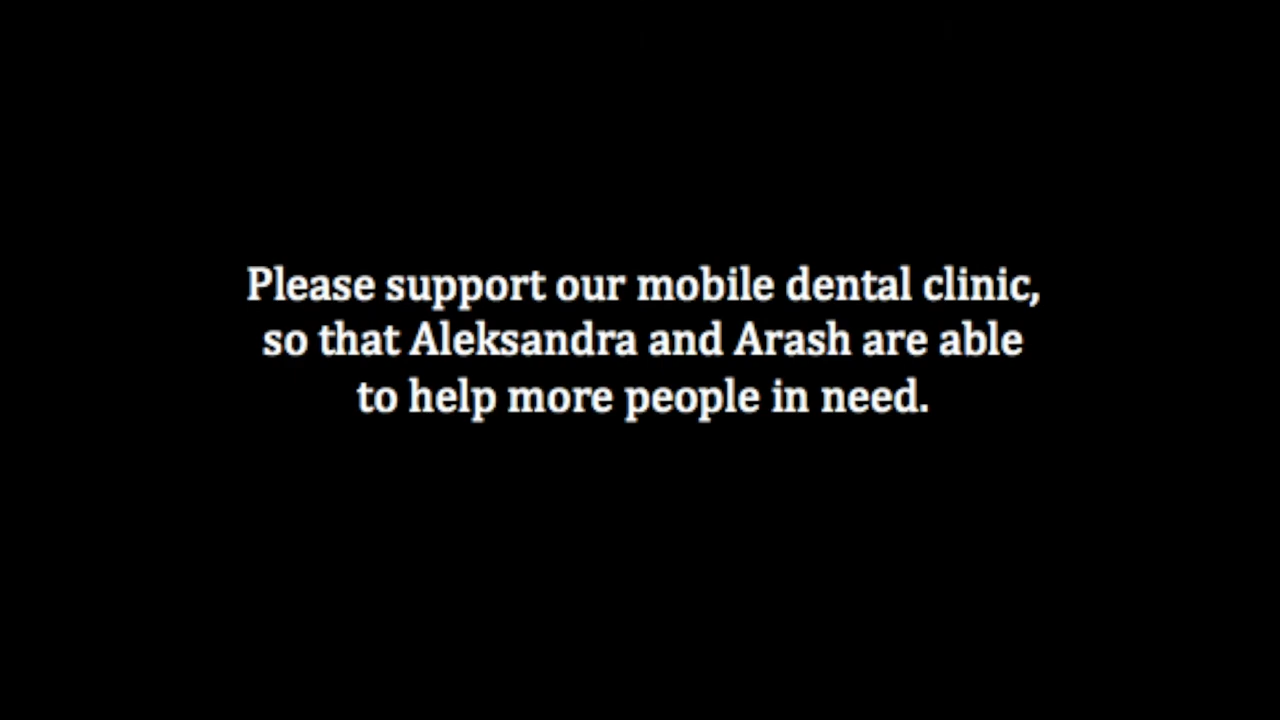 Please support our mobile dental clinic,
so that Aleksandra and Arash are able
to help more people in need.